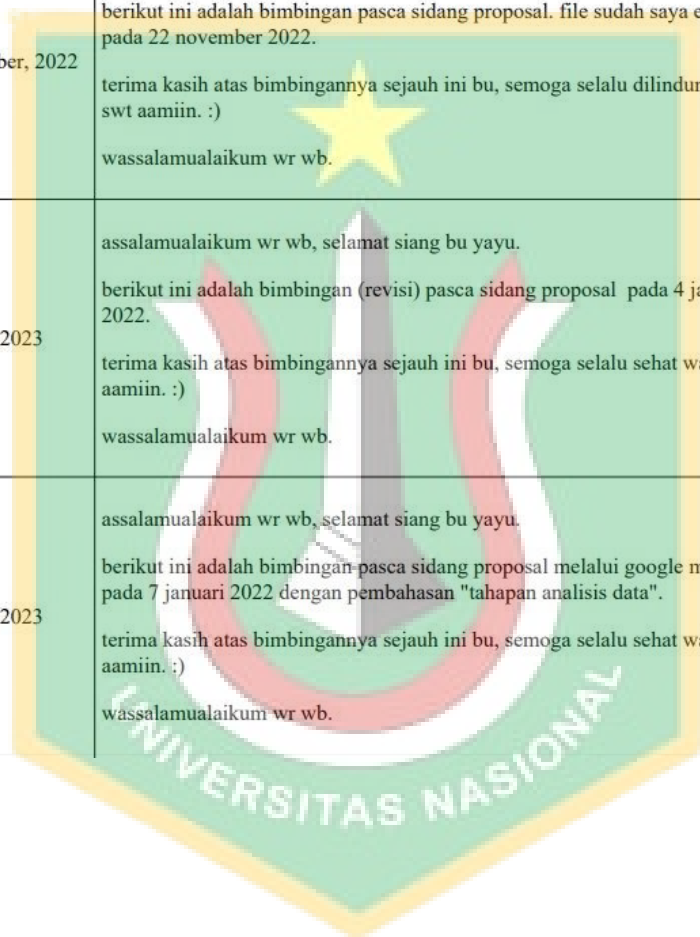 berikut ini adalah bimbingan pasca sidang proposal. file sudah saya
pada 22 november 2022.
2022
terima kasih atas bimbingannya sejauh ini bu, semoga selalu
swt aamiin. :)
wassalamualaikum wr wb.
assalamualaikum wr wb, selamat siang bu yayu.
berikut ini adalah bimbingan (revisi) pasca sidang proposal pada 4
2022.
2023
terima kasih atas bimbingannya sejauh ini bu, semoga selalu sehat
aamiin. :)
wassalamualaikum wr wb.
assalamualaikum wr wb, selamat siang bu yayu.
berikut ini adalah bimbingan pasca sidang proposal melalui google
pada 7 januari 2022 dengan pembahasan "tahapan analisis data".
2023
terima kasih atas bimbingannya sejauh ini bu, semoga selalu sehat
aamiin. :)
wassalamualaikum wr wb.
UNIVERSITAS NASIONAL